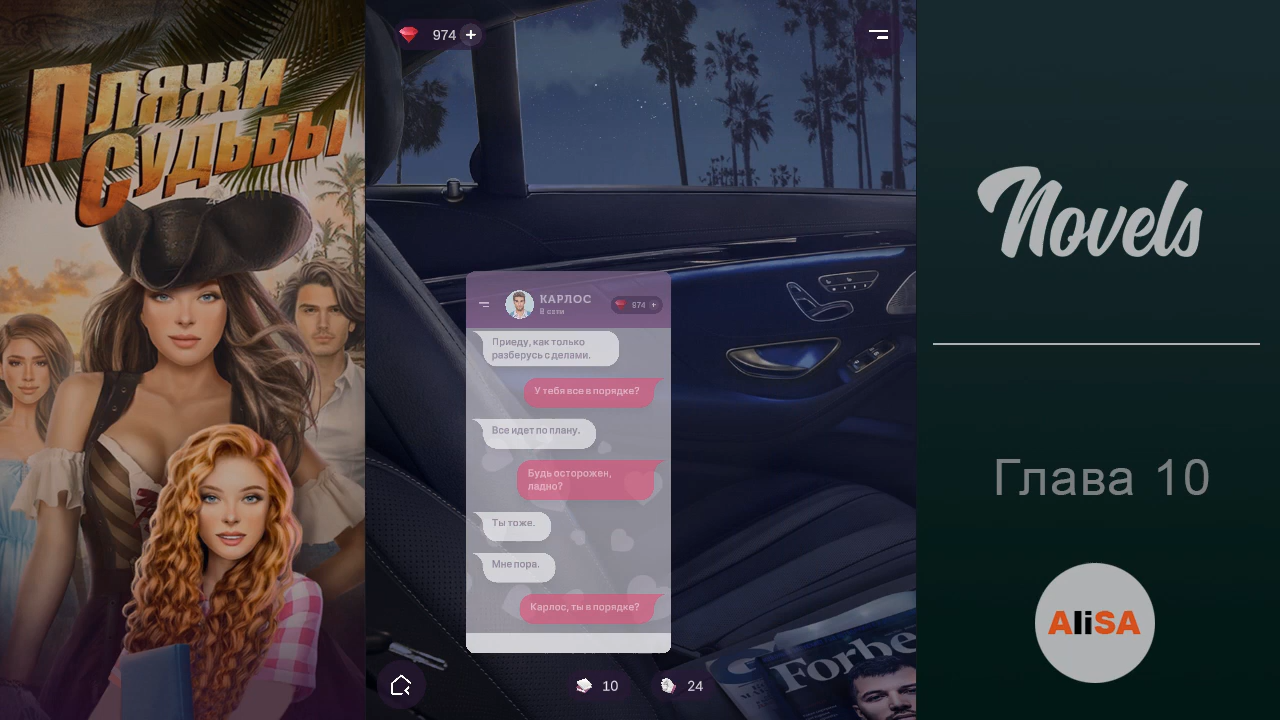 Пляжи
Судьбы
974
КАРЛОС
В сети
974
Приеду, как только
разберусь с делами.
У тебя все в порядке?
Все идет по плану.
Будь осторожен,
ладно?
Ты тоже.
Мне пора.
Карлос, ты в порядке?
10
24
Forbe
Novels
Глава 10
AliSA